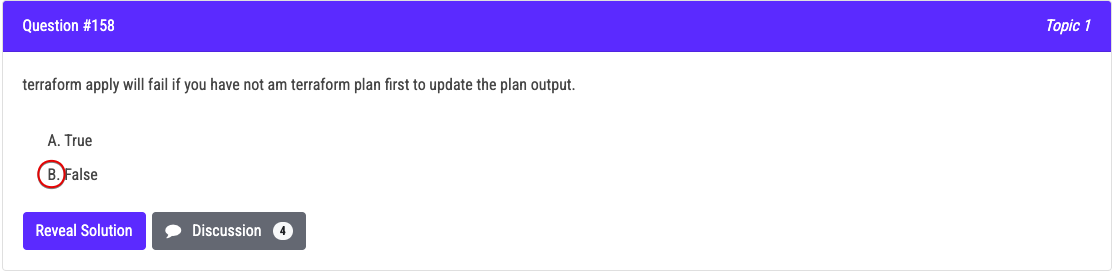 Question #158
Topic 1
terraform apply will fail if you have not am terraform plan first to update the plan output.
A. True
B. False
Reveal Solution
Discussion 4